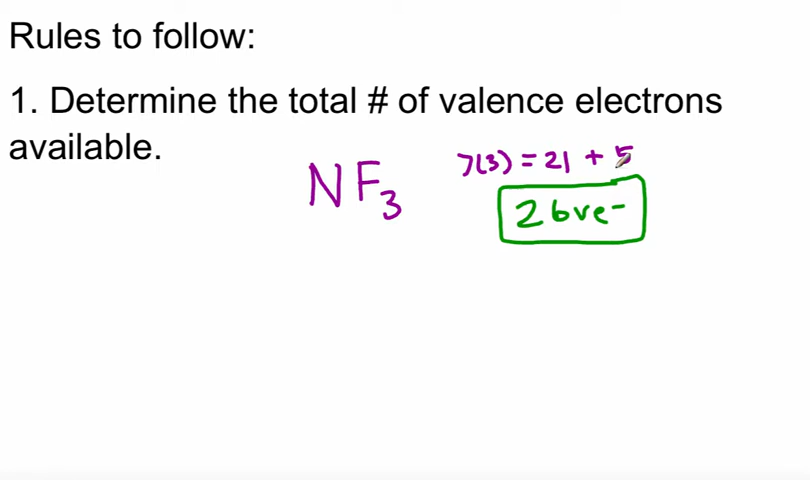 Rules to follow:
1. Determine the total # of valence electrons
available.
NF₃
7(3) = 21 + 5
26ve-